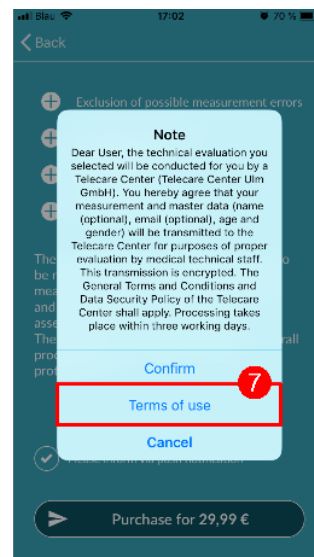 Blau 17:02 70 %
Back
Exclusion of possible measurement errors
Note
Dear User, the technical evaluation you
selected will be conducted for you by a
Telecare Center (Telecare Center Ulm
GmbH). You hereby agree that your
measurement and master data (name
(optional), email (optional), age and
gender) will be transmitted to the
Telecare Center for purposes of proper
evaluation by medical technical staff.
This transmission is encrypted. The
General Terms and Conditions and
Data Security Policy of the Telecare
Center shall apply. Processing takes
place within three working days.
Confirm
7
Terms of use
Cancel
Please inform via push notification
Purchase for 29,99 €